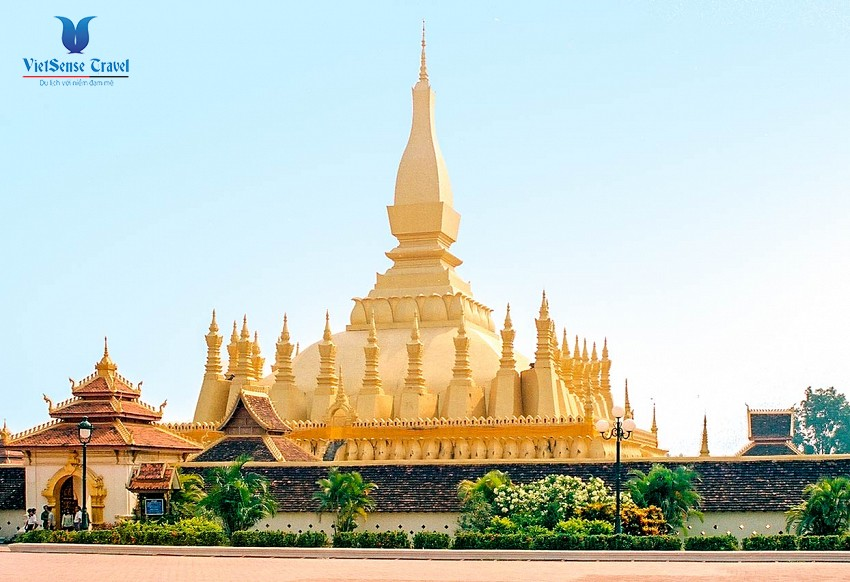 VietSense Travel
Du lịch với niềm đam mê